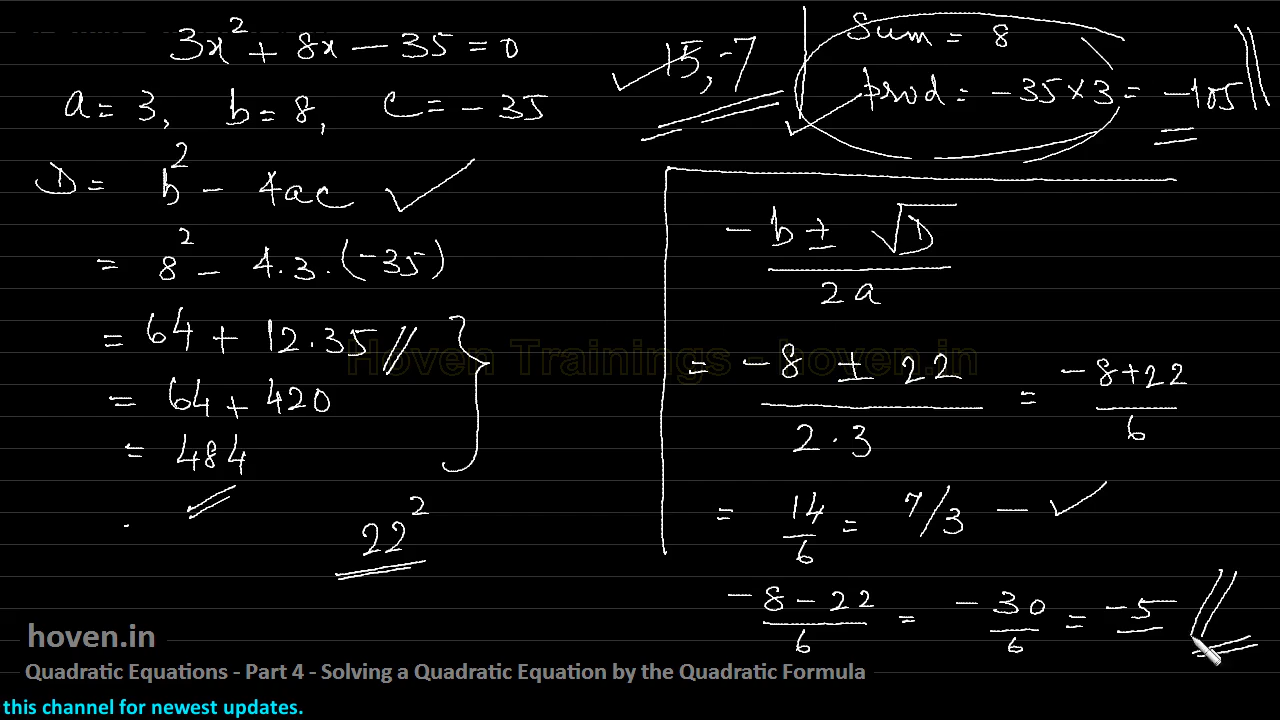 3x² + 8x - 35 = 0
a = 3, b = 8, c = - 35
D = b² - 4ac
= 8² - 4.3.(-35)
= 64 + 12.35
= 64 + 420
= 484
22²
15, -7
Sum = 8
prod = - 35 × 3 = - 105
- b ± √D
2a
= - 8 ± 22 = - 8 + 22
2 . 3 6
= 14 = 7/3 -
6
- 8 - 22 = - 30 = - 5
6 6
Hoven Trainings - hoven.in
hoven.in
Quadratic Equations - Part 4 - Solving a Quadratic Equation by the Quadratic Formula
this channel for newest updates.